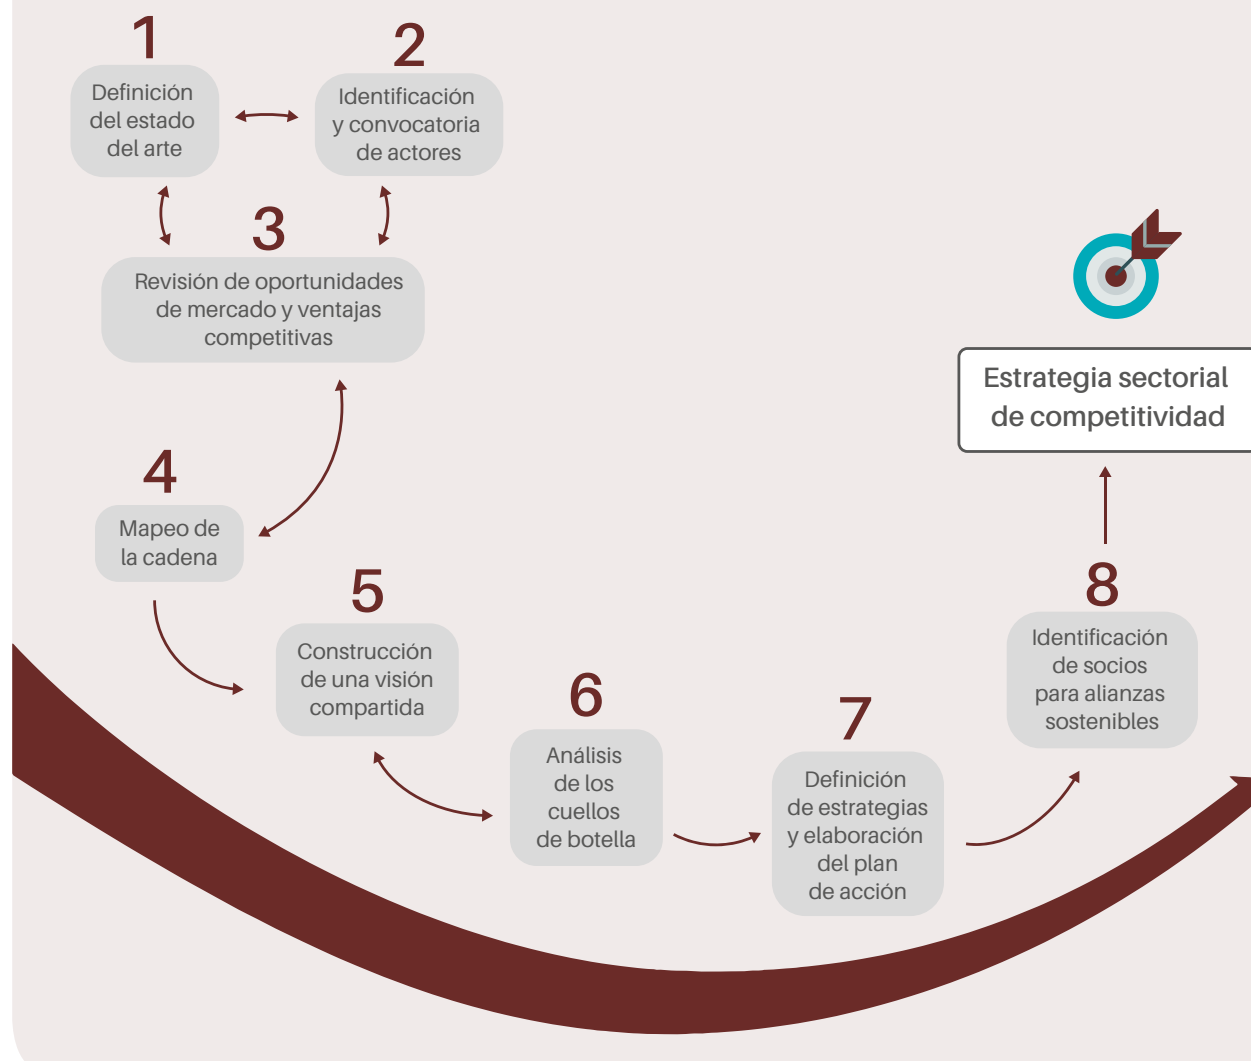 1
Definición
del estado
del arte
2
Identificación
y convocatoria
de actores
3
Revisión de oportunidades
de mercado y ventajas
competitivas
4
Mapeo de
la cadena
5
Construcción
de una visión
compartida
6
Análisis
de los
cuellos
de botella
7
Definición
de estrategias
y elaboración
del plan
de acción
8
Identificación
de socios
para alianzas
sostenibles
Estrategia sectorial
de competitividad